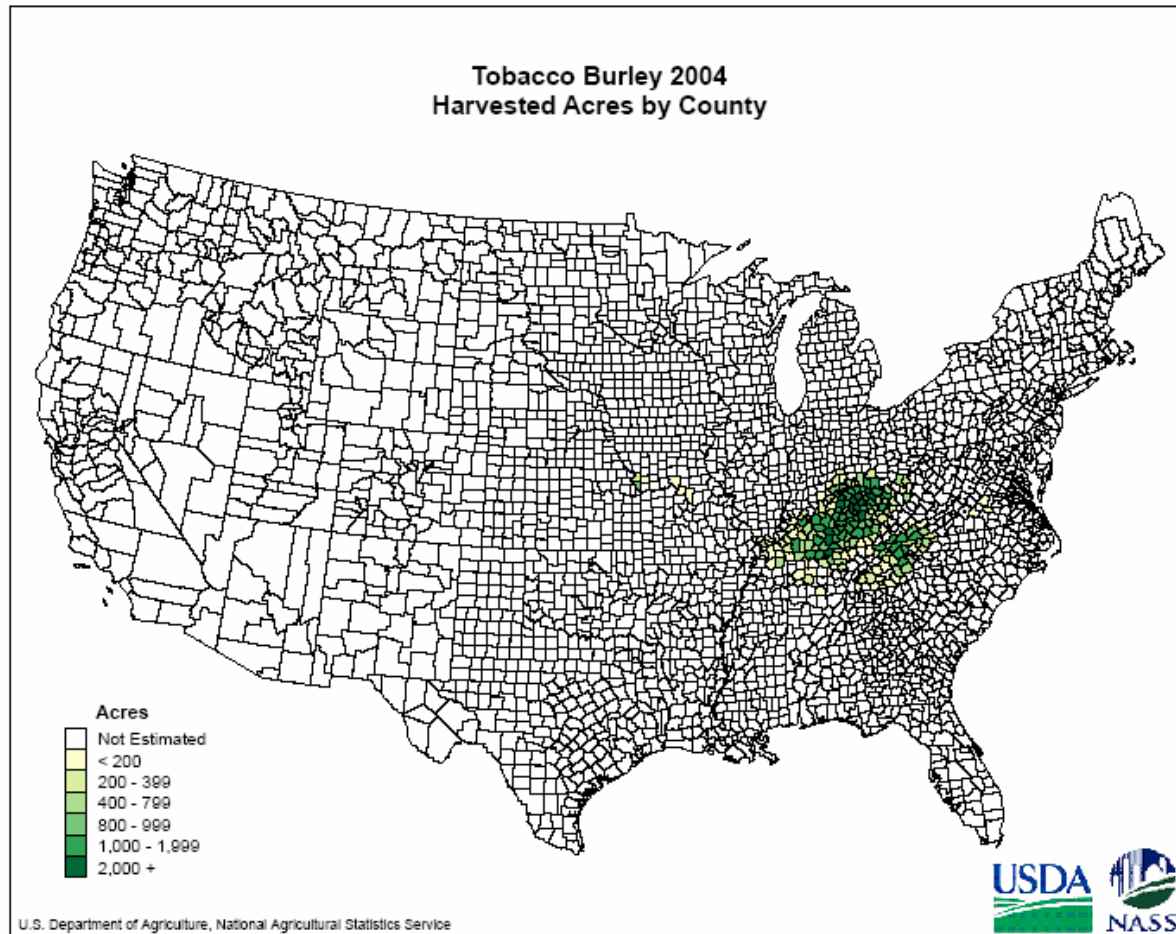 Tobacco Burley 2004
Harvested Acres by County
Acres
Not Estimated
< 200
200 - 399
400 - 799
800 - 999
1,000 - 1,999
2,000 +
U.S. Department of Agriculture, National Agricultural Statistics Service
USDA
NASS